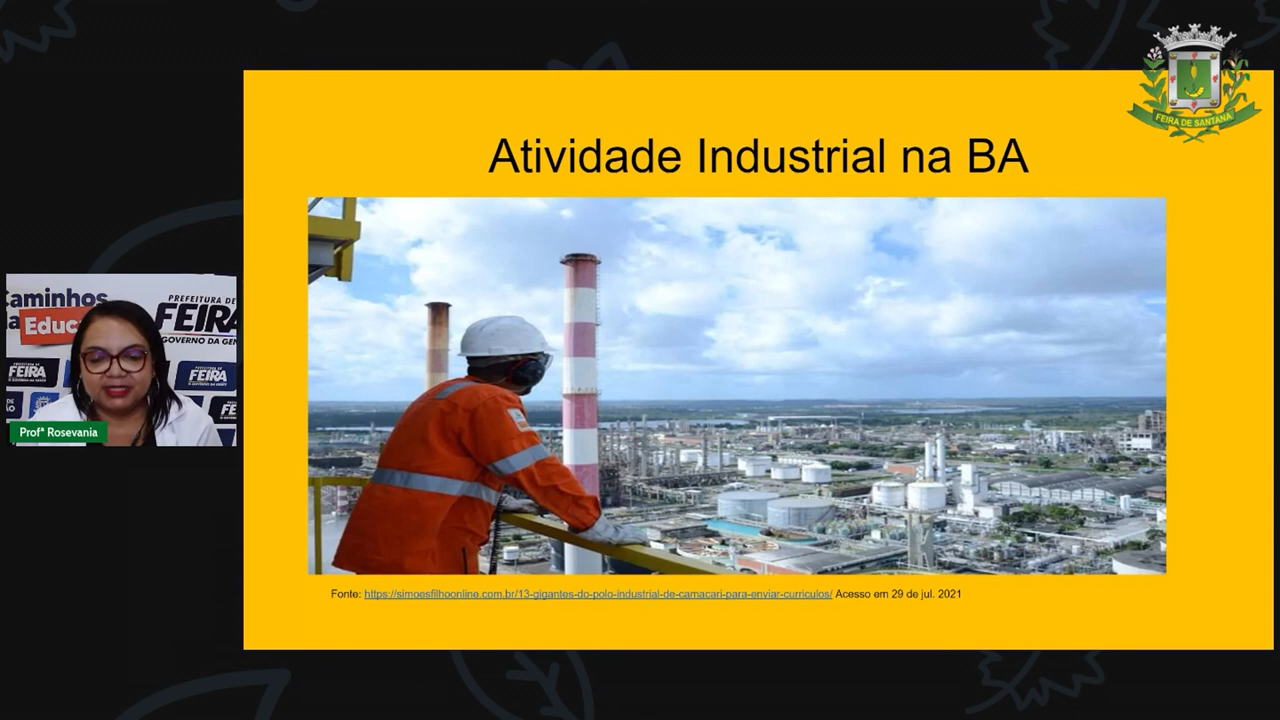 FEIRA DE SANTANA
Atividade Industrial na BA
aminhos
Educ
PREFEITURA DE
FEIRA
GOVERNO DA GEN
FEIRA
FEIRA
Profª Rosevania
Fonte: https://simoesfilhoonline.com.br/13-gigantes-do-polo-industrial-de-camacari-para-enviar-curriculos/ Acesso em 29 de jul. 2021